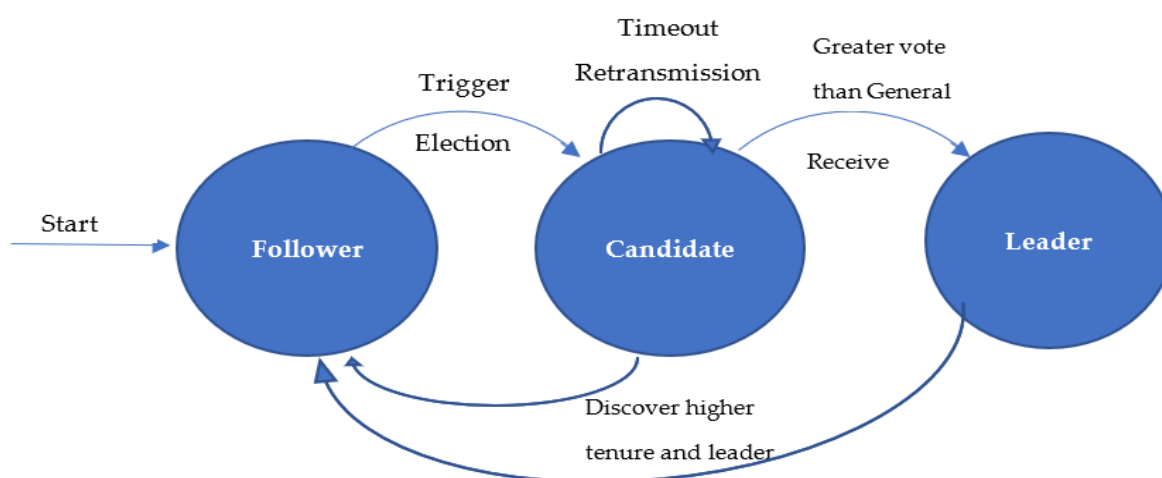 Timeout
Retransmission
Greater vote
than General
Receive
Trigger
Election
Start
Follower
Candidate
Leader
Discover higher
tenure and leader